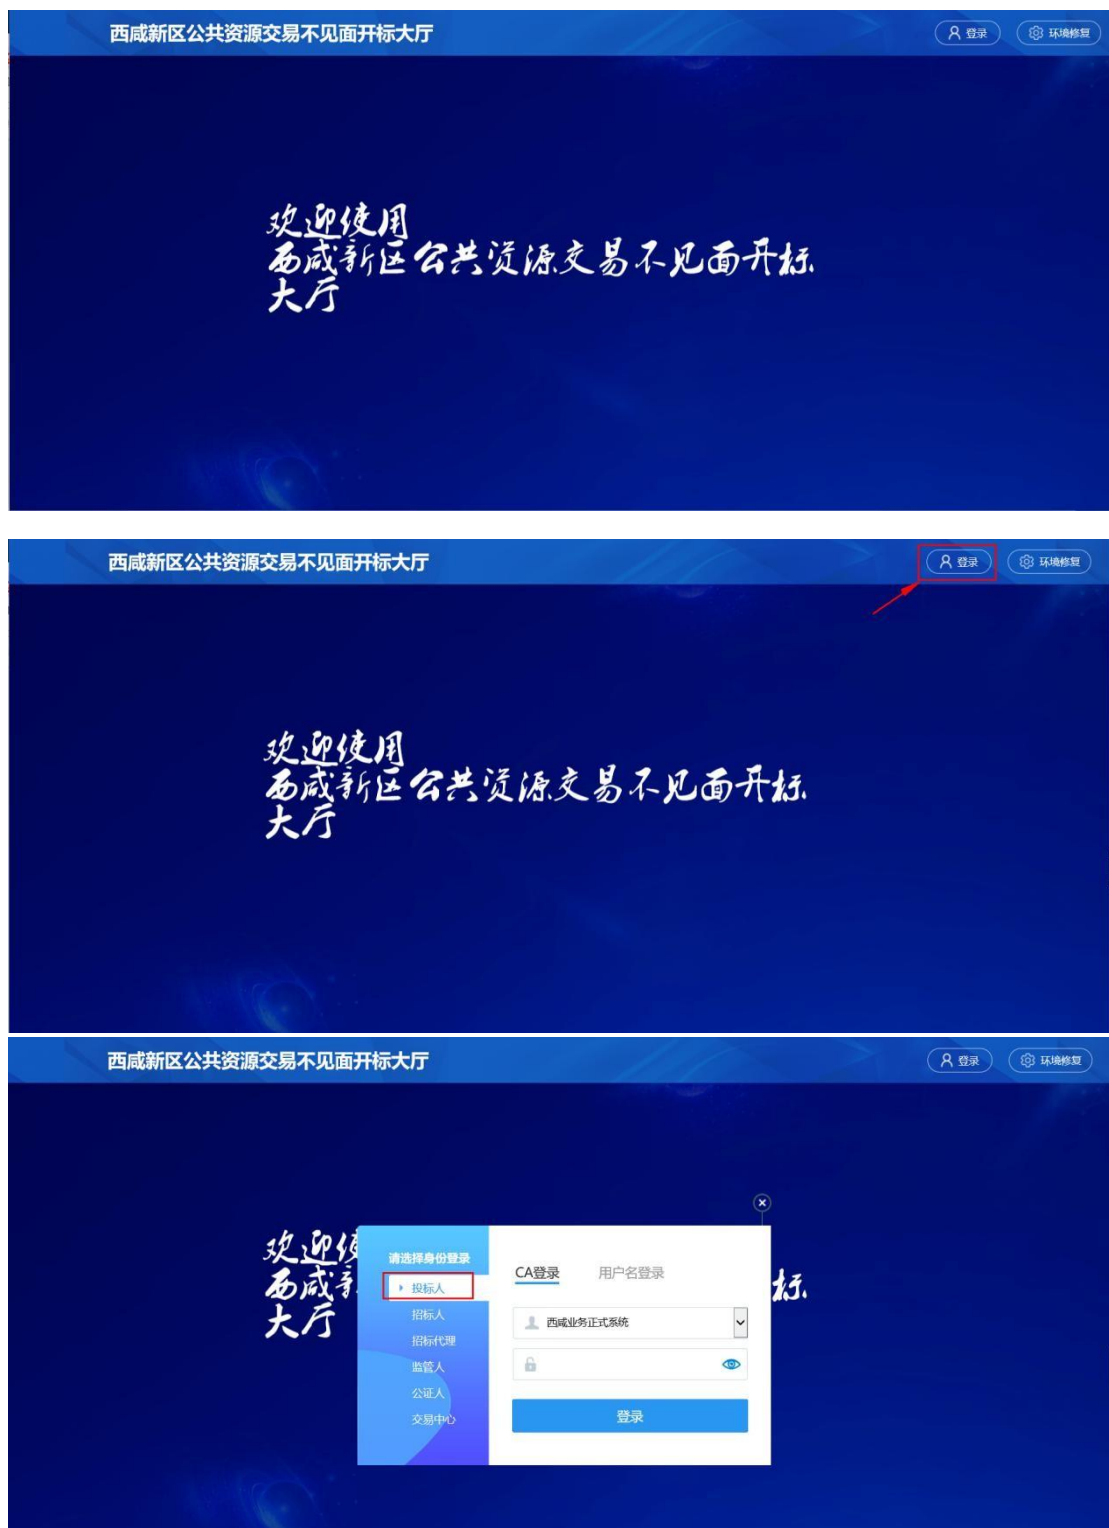 西咸新区公共资源交易不见面开标大厅
登录
环境修复
欢迎使用
西咸新区公共资源交易不见面开标
大厅
西咸新区公共资源交易不见面开标大厅
登录
环境修复
欢迎使用
西咸新区公共资源交易不见面开标
大厅
西咸新区公共资源交易不见面开标大厅
登录
环境修复
欢迎使
西咸新
标
大厅
请选择身份登录
投标人
招标人
招标代理
监管人
公证人
交易中心
CA登录
用户名登录
西咸业务正式系统
登录